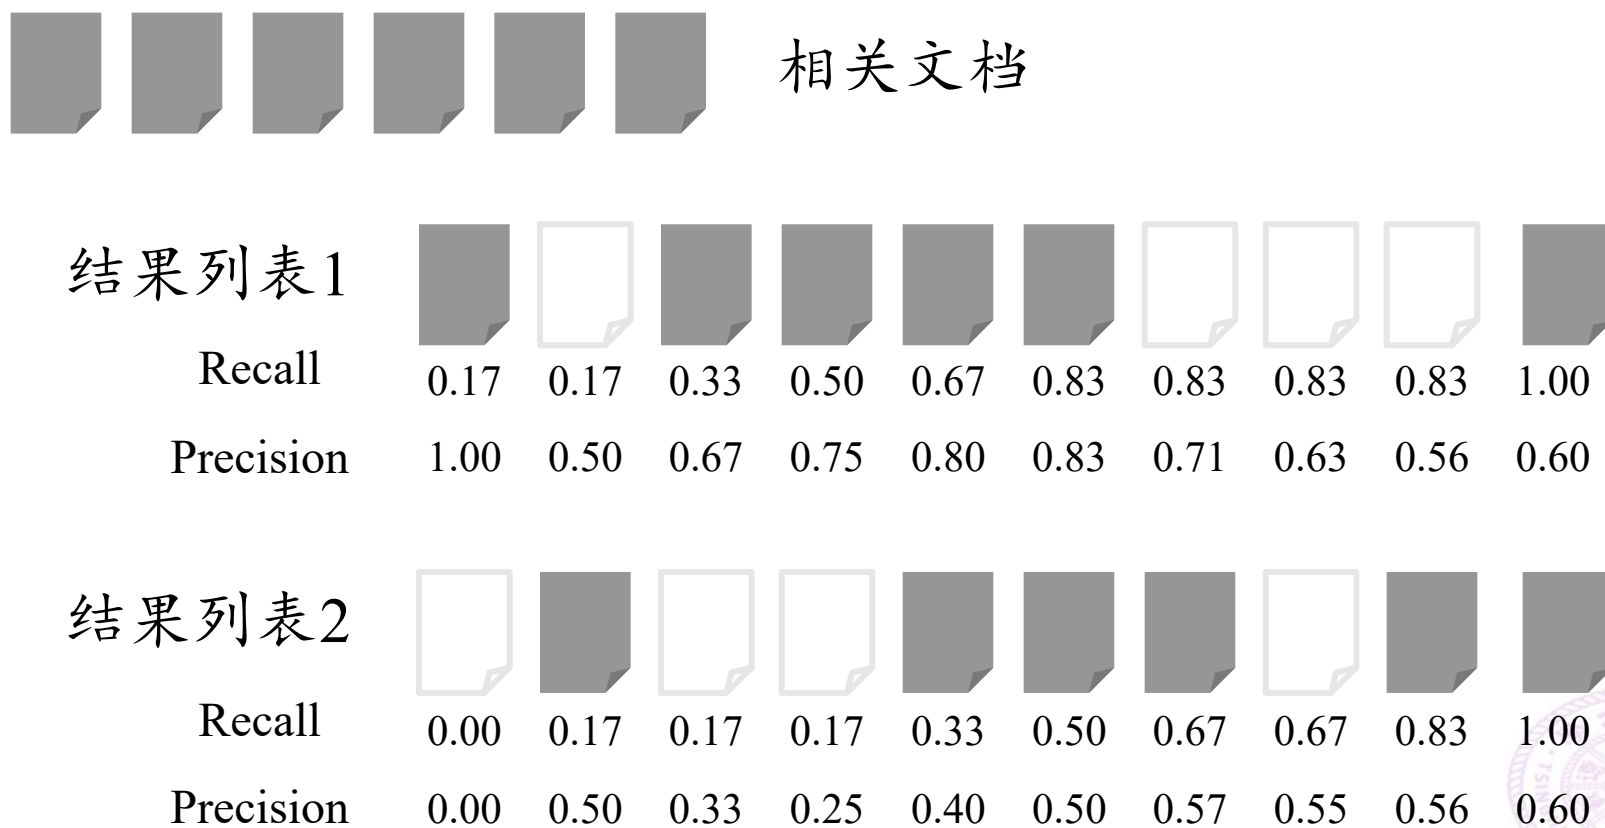 相关文档
结果列表1
Recall 0.17 0.17 0.33 0.50 0.67 0.83 0.83 0.83 0.83 1.00
Precision 1.00 0.50 0.67 0.75 0.80 0.83 0.71 0.63 0.56 0.60
结果列表2
Recall 0.00 0.17 0.17 0.17 0.33 0.50 0.67 0.67 0.83 1.00
Precision 0.00 0.50 0.33 0.25 0.40 0.50 0.57 0.55 0.56 0.60